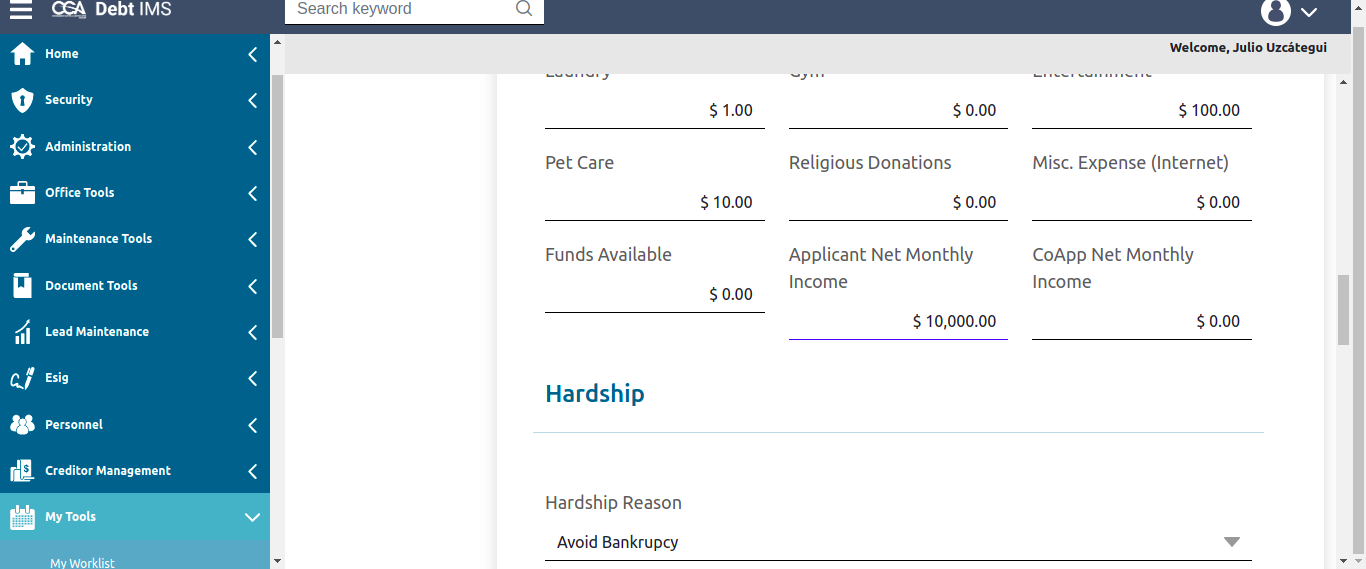 CGA Debt IMS
Search keyword
Welcome, Julio Uzcátegui
Home
Security
Administration
Office Tools
Maintenance Tools
Document Tools
Lead Maintenance
Esig
Personnel
Creditor Management
My Tools
My Worklist
Laundry Gym Entertainment
$ 1.00 $ 0.00 $ 100.00
Pet Care Religious Donations Misc. Expense (Internet)
$ 10.00 $ 0.00 $ 0.00
Funds Available Applicant Net Monthly CoApp Net Monthly
Income Income
$ 0.00
$ 10,000.00 $ 0.00
Hardship
Hardship Reason
Avoid Bankrupcy